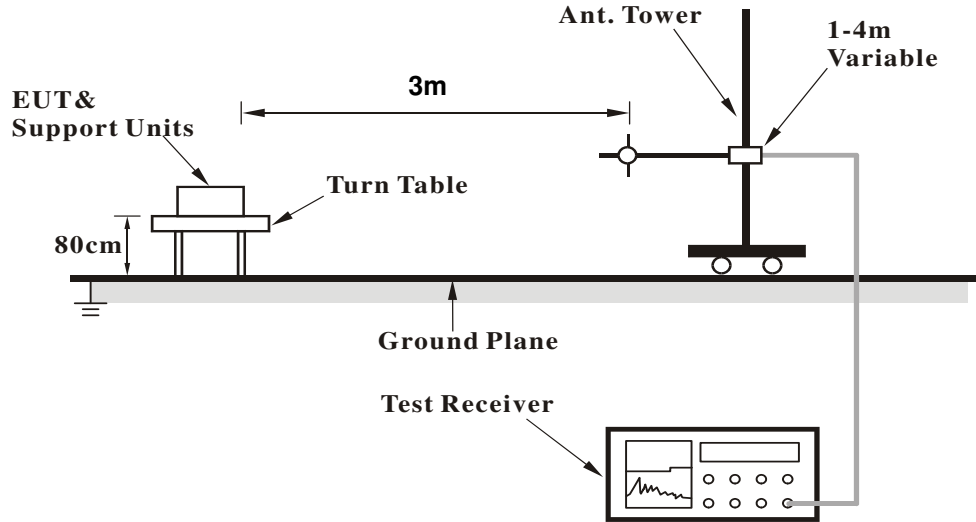 Ant. Tower
1-4m
Variable
3m
EUT&
Support Units
Turn Table
80cm
Ground Plane
Test Receiver